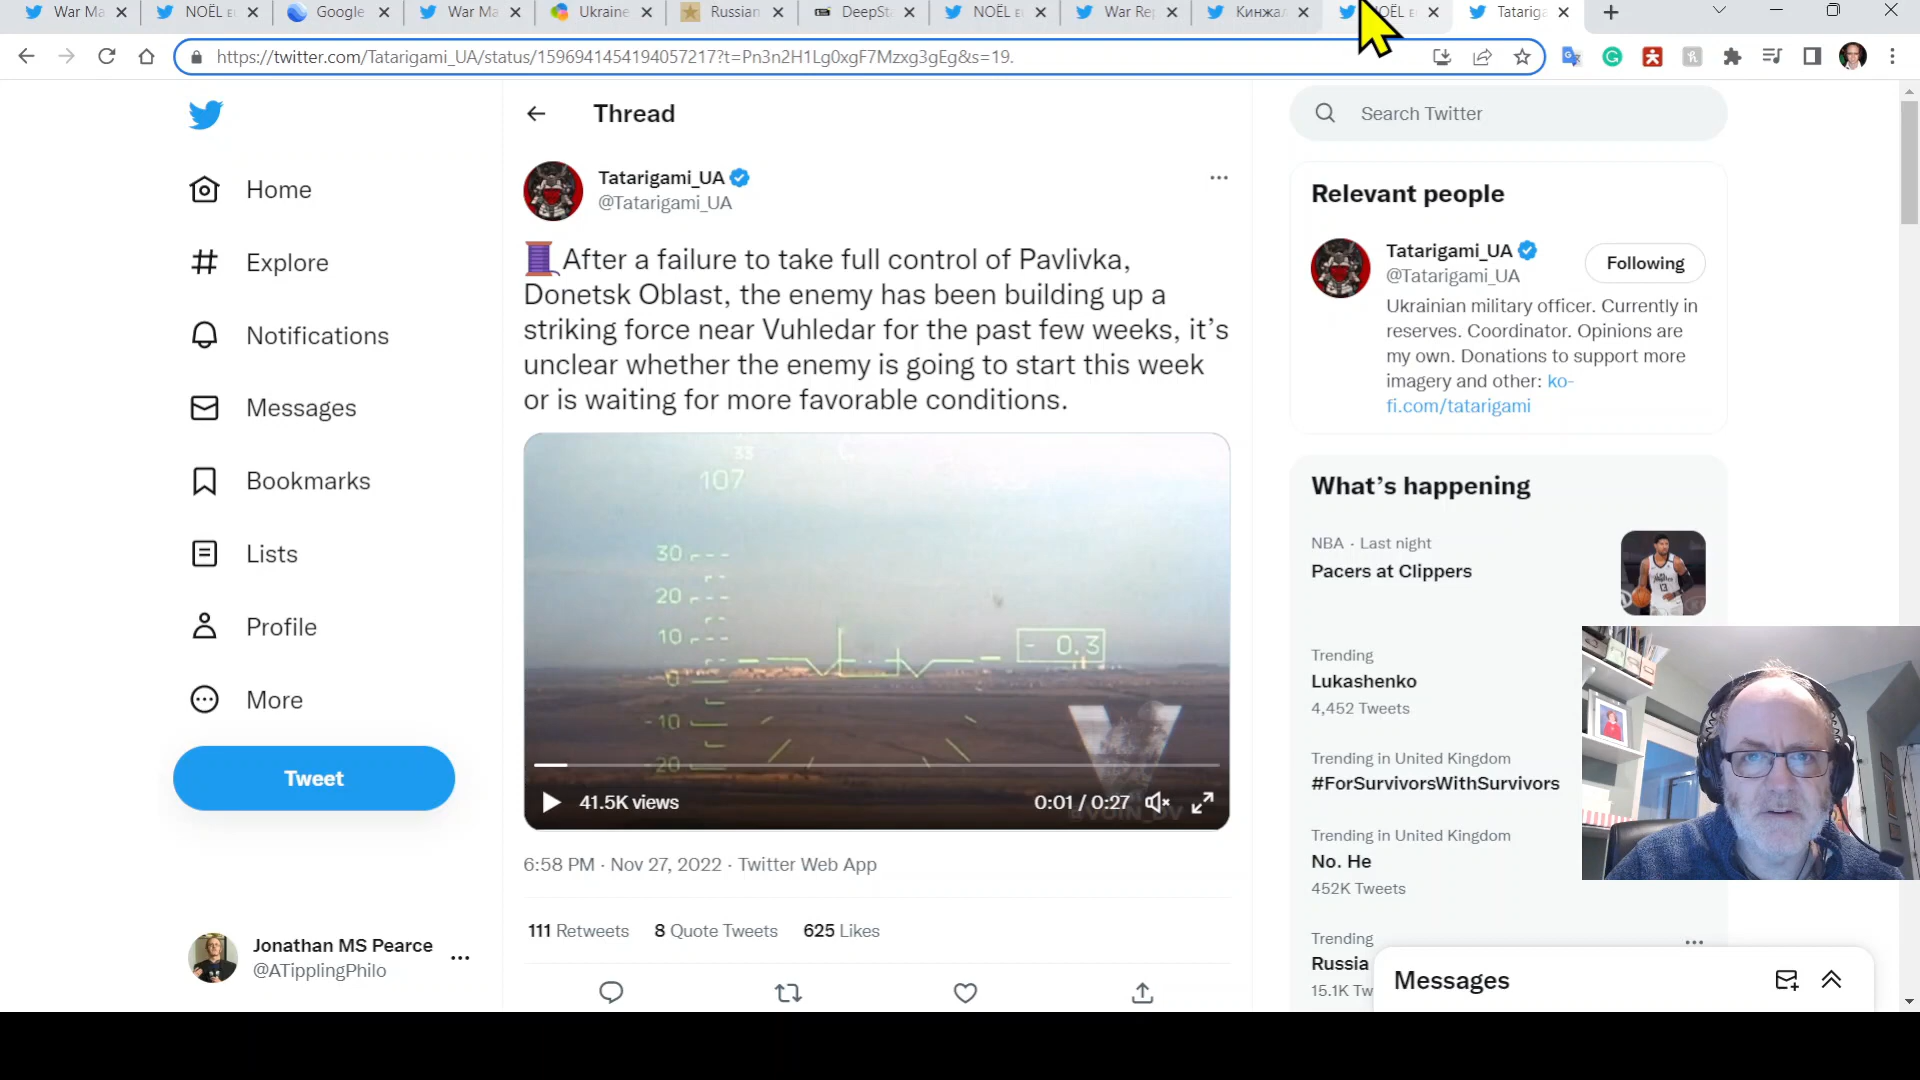 War Ma
NOËL
Google
War Ma
Ukraine
Russian
DeepSt
NOËL
War Re
Кинжал
NOËL
Tatarig
https://twitter.com/Tatarigami_UA/status/1596941454194057217?t=Pn3n2H1Lg0xgF7Mzxg3gEg&s=19.
Home
Explore
Notifications
Messages
Bookmarks
Lists
Profile
More
Tweet
Jonathan MS Pearce
@ATipplingPhilo
Thread
Tatarigami_UA
@Tatarigami_UA
After a failure to take full control of Pavlivka,
Donetsk Oblast, the enemy has been building up a
striking force near Vuhledar for the past few weeks, it’s
unclear whether the enemy is going to start this week
or is waiting for more favorable conditions.
33
107
30
20
10
0
-10
-20
- 0.3
V
41.5K views
0:01 / 0:27
6:58 PM · Nov 27, 2022 · Twitter Web App
111 Retweets 8 Quote Tweets 625 Likes
Search Twitter
Relevant people
Tatarigami_UA
@Tatarigami_UA
Following
Ukrainian military officer. Currently in
reserves. Coordinator. Opinions are
my own. Donations to support more
imagery and other: ko-
fi.com/tatarigami
What’s happening
NBA · Last night
Pacers at Clippers
Trending
Lukashenko
4,452 Tweets
Trending in United Kingdom
#ForSurvivorsWithSurvivors
Trending in United Kingdom
No. He
452K Tweets
Trending
Russia
15.1K Tw
Messages